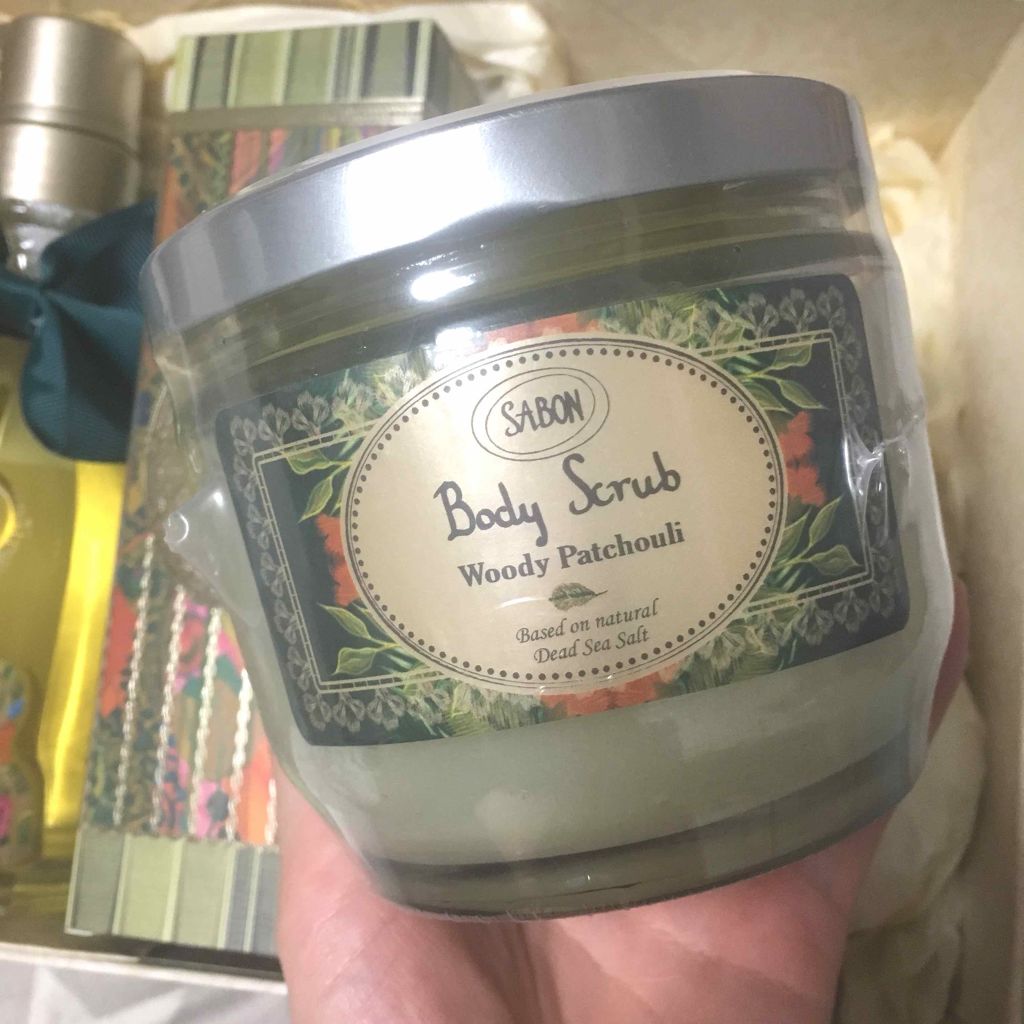 SABON
Body Scrub
Woody Patchouli
Based on natural
Dead Sea Salt